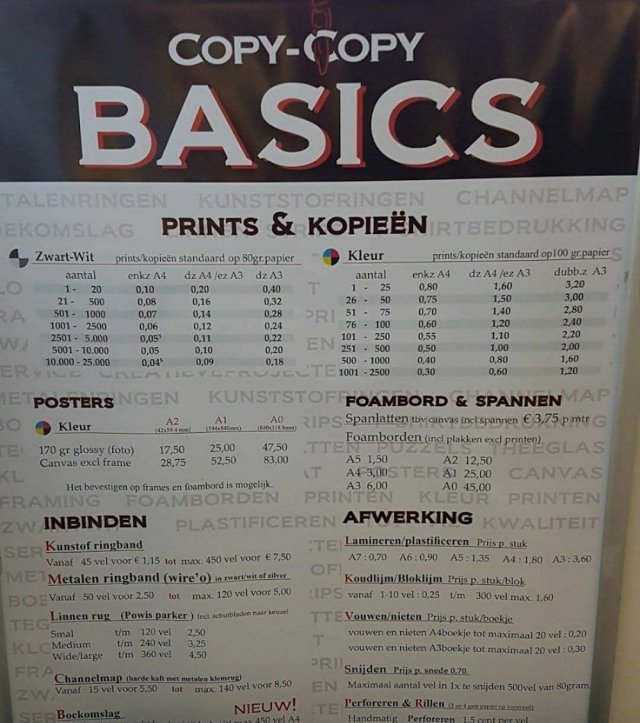 COPY-COPY
BASICS
TALENRINGEN KUNSTSTOFRINGEN CHANNELMAP
PRINTS & KOPIEËN
Zwart-Wit prints/kopieën standaard op 80gr.papier
aantal enkz A4 dz A4 /ez A3 dz A3
1 - 20 0,10 0,20 0,40
21 - 500 0,08 0,16 0,32
501 - 1000 0,07 0,14 0,28
1001 - 2500 0,06 0,12 0,24
2501 - 5.000 0,05⁵ 0,11 0,22
5001 - 10.000 0,05 0,10 0,20
10.000 - 25.000 0,04⁵ 0,09 0,18
Kleur prints/kopieën standaard op100 gr.papier
aantal enkz A4 dz A4 /ez A3 dubb.z A3
1 - 25 0,80 1,60 3,20
26 - 50 0,75 1,50 3,00
51 - 75 0,70 1,40 2,80
76 - 100 0,60 1,20 2,40
101 - 250 0,55 1,10 2,20
251 - 500 0,50 1,00 2,00
500 - 1000 0,40 0,80 1,60
1001 - 2500 0,30 0,60 1,20
POSTERS
Kleur A2 A1 A0
170 gr glossy (foto) 17,50 25,00 47,50
Canvas excl frame 28,75 52,50 83,00
Het bevestigen op frames en foambord is mogelijk.
FOAMBORD & SPANNEN
Spanlatten tbv canvas incl spannen € 3,75 p mtr
Foamborden (incl plakken excl printen)
A5 1,50 A2 12,50
A4 3,00 A1 25,00
A3 6,00 A0 45,00
FRAMING FOAMBORDEN PRINTEN KLEUR PRINTEN
PLASTIFICEREN KWALITEIT
INBINDEN
Kunstof ringband
Vanaf 45 vel voor € 1,15 tot max. 450 vel voor € 7,50
Metalen ringband (wire'o) in zwart/wit of zilver
Vanaf 50 vel voor 2,50 tot max. 120 vel voor 5,00
Linnen rug (Powis parker) Incl. schutbladen naar keuze!
Smal t/m 120 vel 2,50
Medium t/m 240 vel 3,25
Wide/large t/m 360 vel 4,50
Channelmap (harde kaft met metalen klemrug)
Vanaf 15 vel voor 5,50 tot max. 140 vel voor 8,50
NIEUW!
Boekomslag
AFWERKING
Lamineren/plastificeren Prijs p. stuk
A7 : 0,70 A6 : 0,90 A5 : 1,35 A4 : 1,80 A3 : 3,60
Koudlijm/Bloklijm Prijs p. stuk/blok
vanaf 1-10 vel : 0,25 t/m 300 vel max. 1,60
Vouwen/nieten Prijs p. stuk/boekje
vouwen en nieten A4boekje tot maximaal 20 vel : 0,20
vouwen en nieten A3boekje tot maximaal 20 vel : 0,30
Snijden Prijs p. snede 0,70.
Maximaal aantal vel in 1x te snijden 500vel van 80gram
Perforeren & Rillen
Handmatig Perforeren 1,5 cent per vel